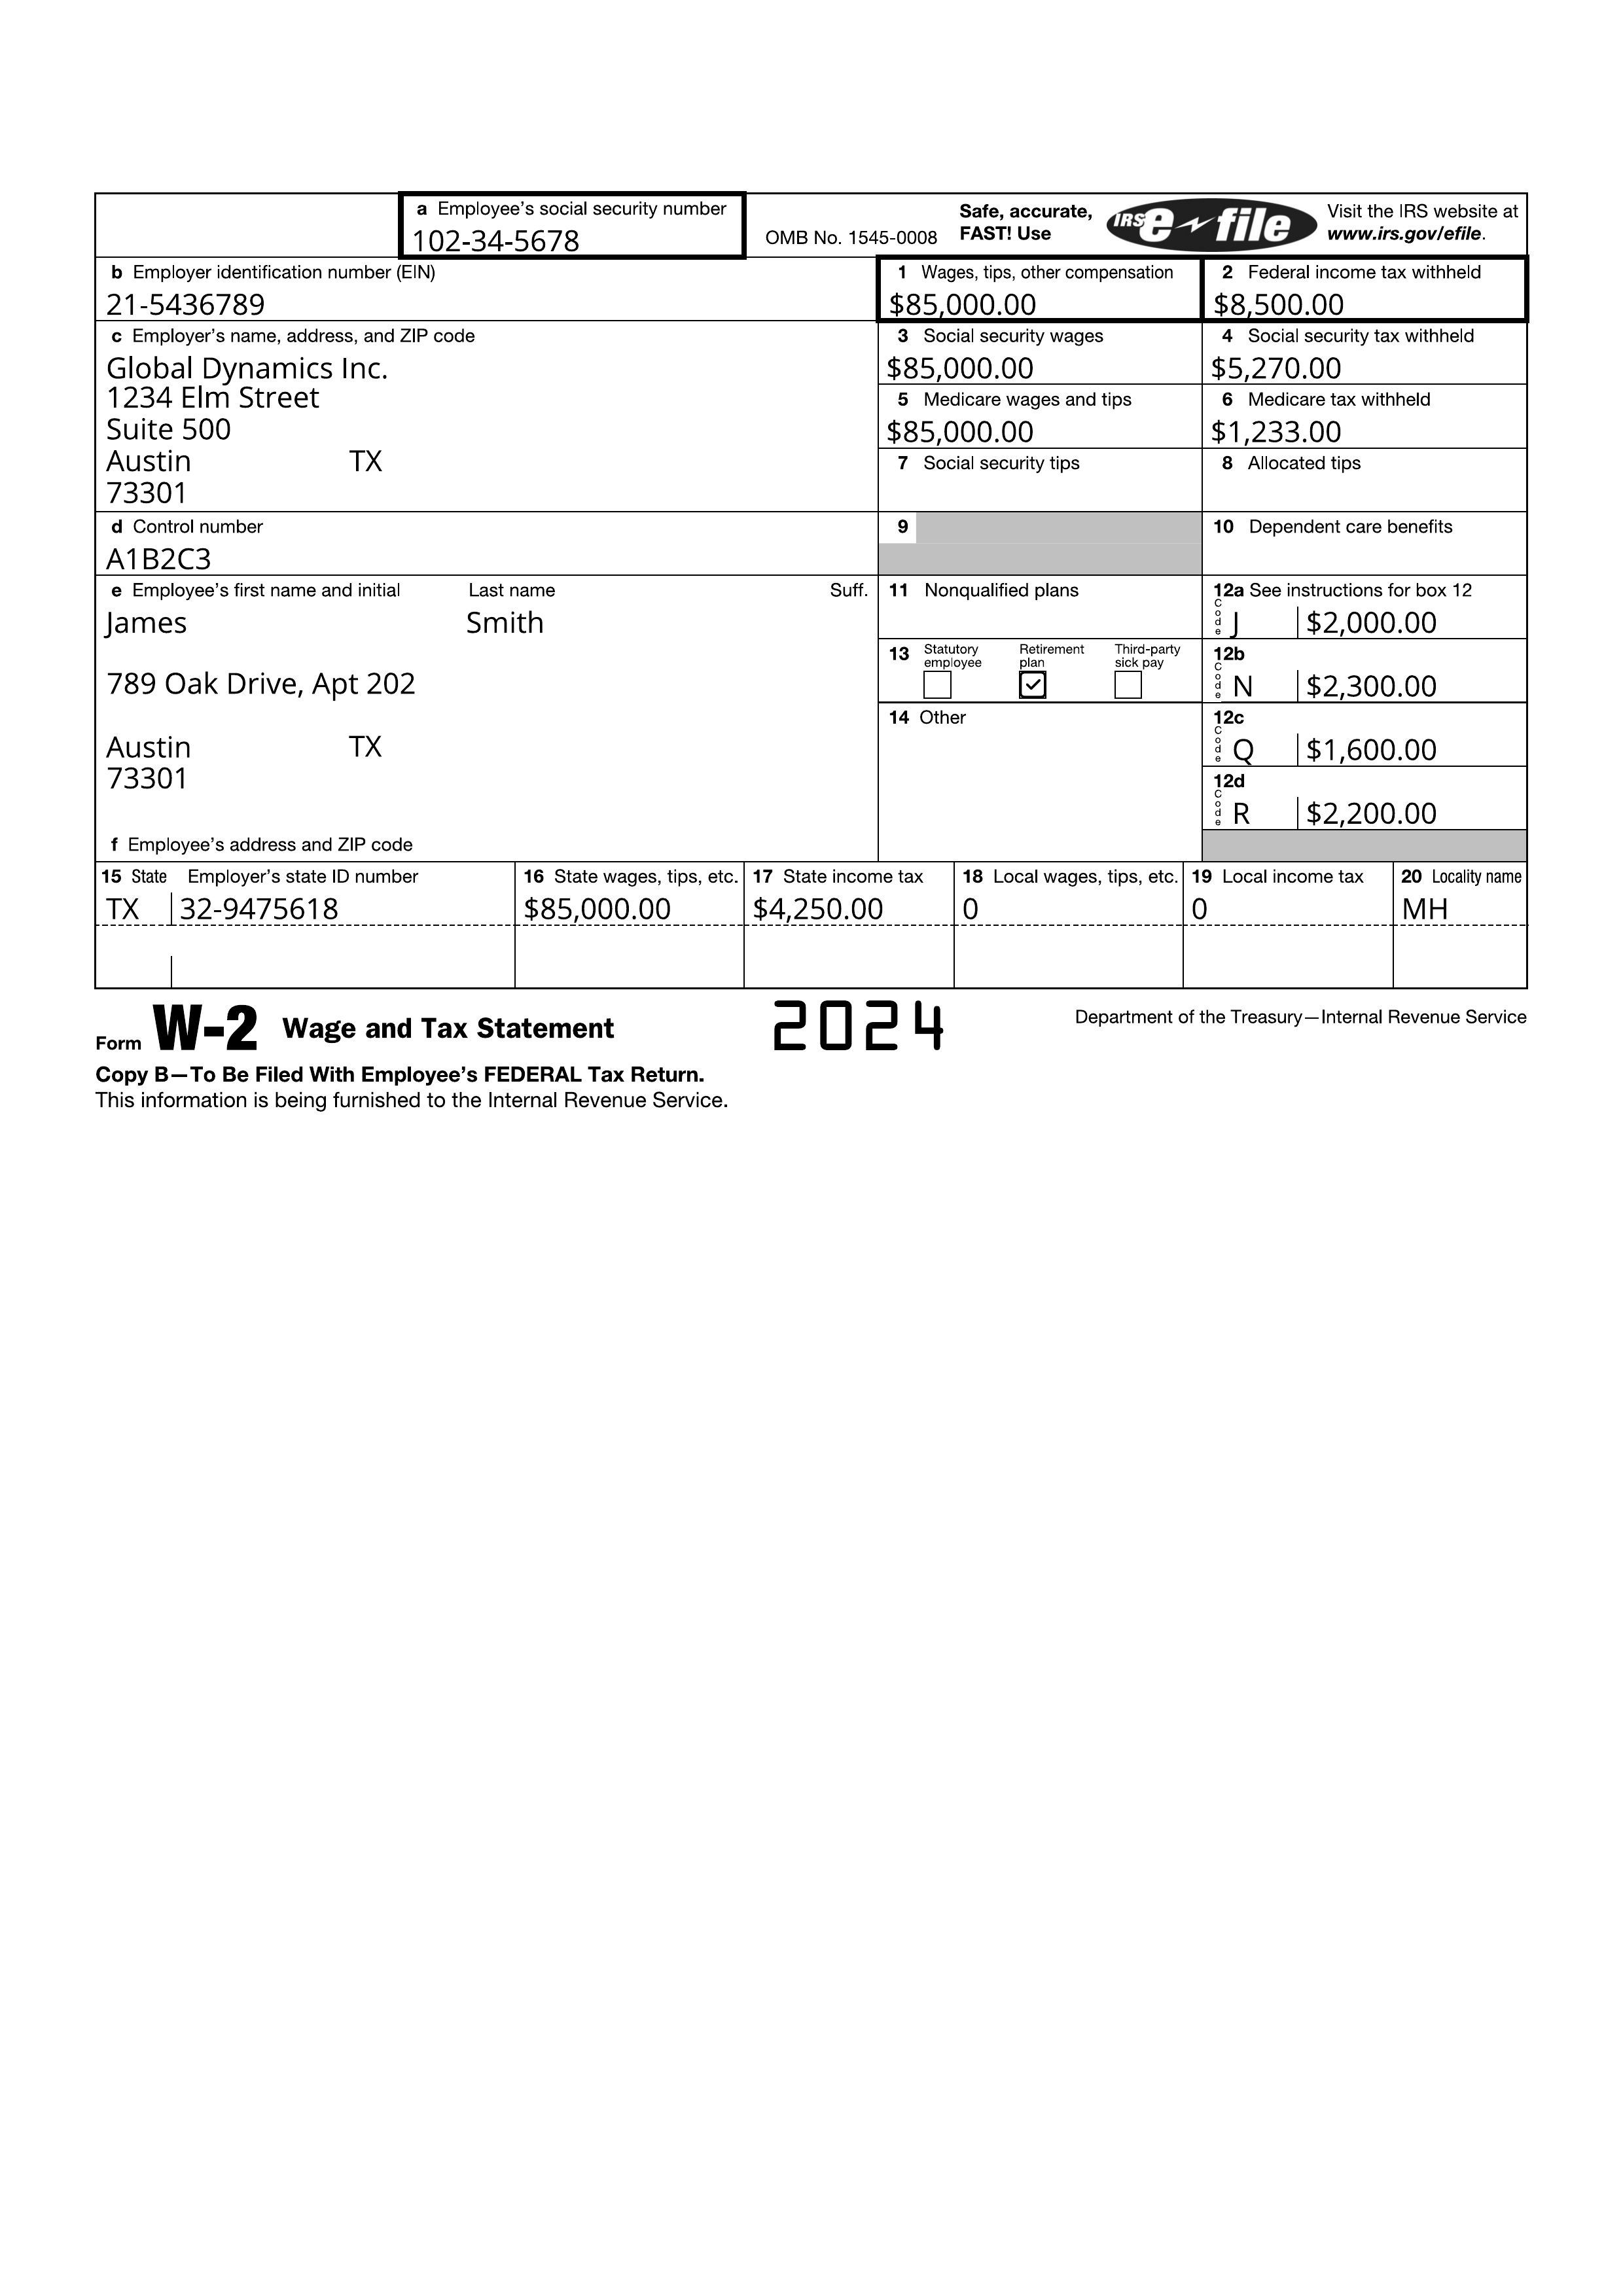 a Employee's social security number
102-34-5678
OMB No. 1545-0008
Safe, accurate,
FAST! Use
IRS e-file
Visit the IRS website at
www.irs.gov/efile.
b Employer identification number (EIN)
21-5436789
1 Wages, tips, other compensation
$85,000.00
2 Federal income tax withheld
$8,500.00
c Employer's name, address, and ZIP code
Global Dynamics Inc.
1234 Elm Street
Suite 500
Austin TX
73301
3 Social security wages
$85,000.00
4 Social security tax withheld
$5,270.00
5 Medicare wages and tips
$85,000.00
6 Medicare tax withheld
$1,233.00
7 Social security tips
8 Allocated tips
d Control number
A1B2C3
9
10 Dependent care benefits
e Employee's first name and initial Last name Suff.
James Smith
789 Oak Drive, Apt 202
Austin TX
73301
f Employee's address and ZIP code
11 Nonqualified plans
12a See instructions for box 12
Code J $2,000.00
13 Statutory employee Retirement plan Third-party sick pay
12b
Code N $2,300.00
14 Other
12c
Code Q $1,600.00
12d
Code R $2,200.00
15 State Employer's state ID number
TX 32-9475618
16 State wages, tips, etc.
$85,000.00
17 State income tax
$4,250.00
18 Local wages, tips, etc.
0
19 Local income tax
0
20 Locality name
MH
Form W-2 Wage and Tax Statement
2024
Department of the Treasury—Internal Revenue Service
Copy B—To Be Filed With Employee's FEDERAL Tax Return.
This information is being furnished to the Internal Revenue Service.